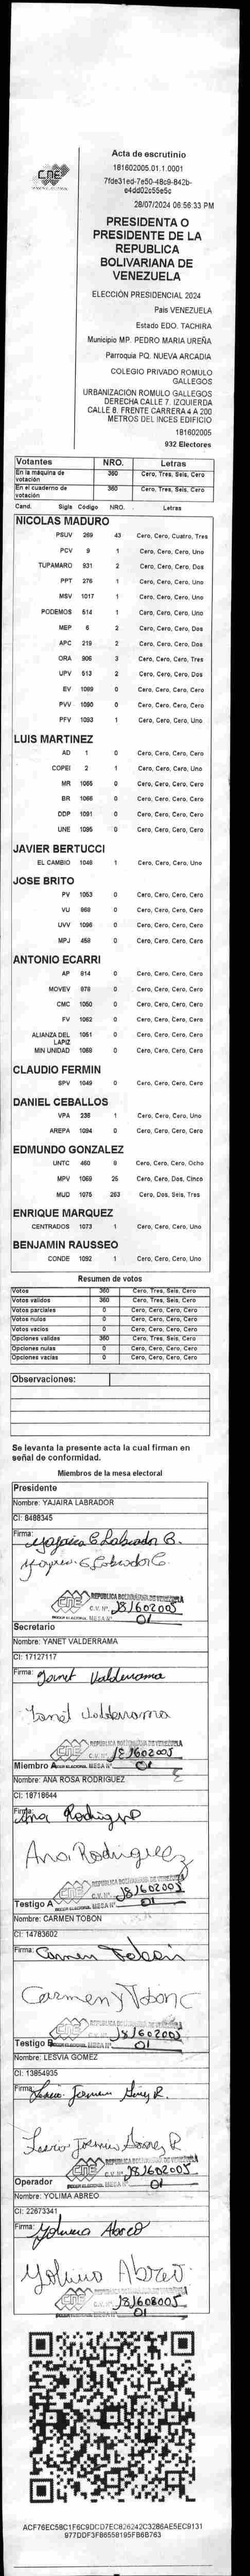 CNE
Acta de escrutinio
181602005.01.1.0001
7fde31ed-7e50-48c9-842b-
e4dd02c55e5c
28/07/2024 06:56:33 PM
PRESIDENTA O
PRESIDENTE DE LA
REPUBLICA
BOLIVARIANA DE
VENEZUELA
ELECCIÓN PRESIDENCIAL 2024
Pais VENEZUELA
Estado EDO. TACHIRA
Municipio MP. PEDRO MARIA UREÑA
Parroquia PQ. NUEVA ARCADIA
COLEGIO PRIVADO ROMULO
GALLEGOS
URBANIZACION ROMULO GALLEGOS
DERECHA CALLE 7. IZQUIERDA
CALLE 8. FRENTE CARRERA 4 A 200
METROS DEL INCES EDIFICIO
181602005
932 Electores
Votantes NRO. Letras
En la máquina de votación 360 Cero, Tres, Seis, Cero
En el cuaderno de votación 360 Cero, Tres, Seis, Cero
Cand. Sigla Código NRO. Letras
NICOLAS MADURO
PSUV 269 43 Cero, Cero, Cuatro, Tres
PCV 9 1 Cero, Cero, Cero, Uno
TUPAMARO 931 2 Cero, Cero, Cero, Dos
PPT 276 1 Cero, Cero, Cero, Uno
MSV 1017 1 Cero, Cero, Cero, Uno
PODEMOS 514 1 Cero, Cero, Cero, Uno
MEP 6 2 Cero, Cero, Cero, Dos
APC 219 2 Cero, Cero, Cero, Dos
ORA 906 3 Cero, Cero, Cero, Tres
UPV 513 2 Cero, Cero, Cero, Dos
EV 1089 0 Cero, Cero, Cero, Cero
PVV 1090 0 Cero, Cero, Cero, Cero
PFV 1093 1 Cero, Cero, Cero, Uno
LUIS MARTINEZ
AD 1 0 Cero, Cero, Cero, Cero
COPEI 2 1 Cero, Cero, Cero, Uno
MR 1065 0 Cero, Cero, Cero, Cero
BR 1066 0 Cero, Cero, Cero, Cero
DDP 1091 0 Cero, Cero, Cero, Cero
UNE 1095 0 Cero, Cero, Cero, Cero
JAVIER BERTUCCI
EL CAMBIO 1048 1 Cero, Cero, Cero, Uno
JOSE BRITO
PV 1053 0 Cero, Cero, Cero, Cero
VU 968 0 Cero, Cero, Cero, Cero
UVV 1096 0 Cero, Cero, Cero, Cero
MPJ 458 0 Cero, Cero, Cero, Cero
ANTONIO ECARRI
AP 814 0 Cero, Cero, Cero, Cero
MOVEV 978 0 Cero, Cero, Cero, Cero
CMC 1050 0 Cero, Cero, Cero, Cero
FV 1062 0 Cero, Cero, Cero, Cero
ALIANZA DEL LAPIZ 1051 0 Cero, Cero, Cero, Cero
MIN UNIDAD 1068 0 Cero, Cero, Cero, Cero
CLAUDIO FERMIN
SPV 1049 0 Cero, Cero, Cero, Cero
DANIEL CEBALLOS
VPA 236 1 Cero, Cero, Cero, Uno
AREPA 1094 0 Cero, Cero, Cero, Cero
EDMUNDO GONZALEZ
UNTC 460 8 Cero, Cero, Cero, Ocho
MPV 1069 25 Cero, Cero, Dos, Cinco
MUD 1075 263 Cero, Dos, Seis, Tres
ENRIQUE MARQUEZ
CENTRADOS 1073 1 Cero, Cero, Cero, Uno
BENJAMIN RAUSSEO
CONDE 1092 1 Cero, Cero, Cero, Uno
Resumen de votos
Votos 360 Cero, Tres, Seis, Cero
Votos validos 360 Cero, Tres, Seis, Cero
Votos parciales 0 Cero, Cero, Cero, Cero
Votos nulos 0 Cero, Cero, Cero, Cero
Votos vacios 0 Cero, Cero, Cero, Cero
Opciones validas 360 Cero, Tres, Seis, Cero
Opciones nulas 0 Cero, Cero, Cero, Cero
Opciones vacias 0 Cero, Cero, Cero, Cero
Observaciones:
Se levanta la presente acta la cual firman en
señal de conformidad.
Miembros de la mesa electoral
Presidente
Nombre: YAJAIRA LABRADOR
CI: 8488345
Firma: Yajaira C Labrador C.
Yajaira C Labrador C.
CNE REPUBLICA BOLIVARIANA DE VENEZUELA
C.V. Nº. 181602005
MESA Nº 01
Secretario
Nombre: YANET VALDERRAMA
CI: 17127117
Firma: Yanet Valderrama
Yanet Valderrama
CNE REPUBLICA BOLIVARIANA DE VENEZUELA
C.V. Nº. 181602005
MESA Nº 01
Miembro A
Nombre: ANA ROSA RODRIGUEZ
CI: 18718644
Firma: Ana Rodriguez
Ana Rodriguez
CNE REPUBLICA BOLIVARIANA DE VENEZUELA
C.V. Nº. 181602005
MESA Nº 01
Testigo A
Nombre: CARMEN TOBON
CI: 14783602
Firma: Carmen Tobon
Carmen Y Tobon C
CNE REPUBLICA BOLIVARIANA DE VENEZUELA
C.V. Nº. 181602005
MESA Nº 01
Testigo B
Nombre: LESVIA GOMEZ
CI: 13854935
Firma:
CNE REPUBLICA BOLIVARIANA DE VENEZUELA
C.V. Nº. 181602005
MESA Nº 01
Operador
Nombre: YOLIMA ABREO
CI: 22673341
Firma: Yolima Abreo
Yolima Abreo
CNE REPUBLICA BOLIVARIANA DE VENEZUELA
C.V. Nº. 181602005
MESA Nº 01
ACF76EC58C1F6C9DCD7EC826242C3286AE5EC9131
977DDF3FB6558195FB6B763